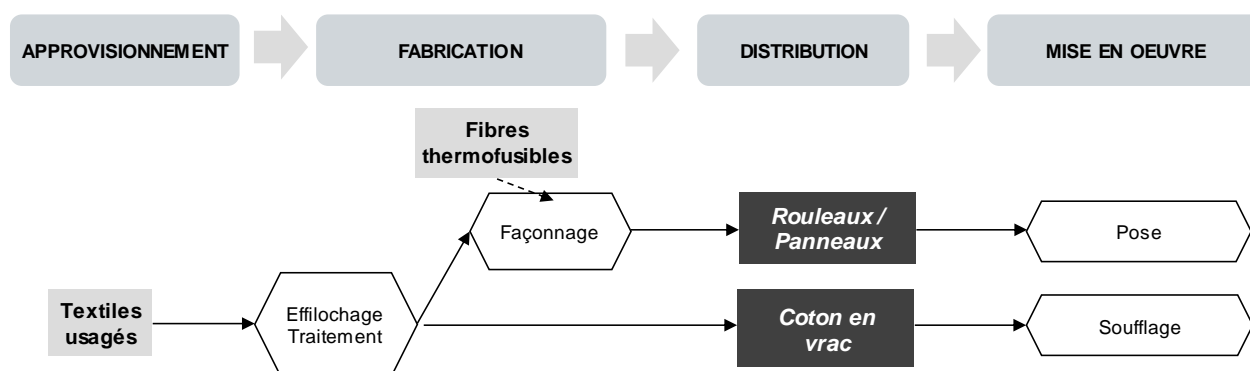 APPROVISIONNEMENT
FABRICATION
DISTRIBUTION
MISE EN OEUVRE
Fibres
thermofusibles
Façonnage
Rouleaux /
Panneaux
Pose
Textiles
usagés
Effilochage
Traitement
Coton en
vrac
Soufflage